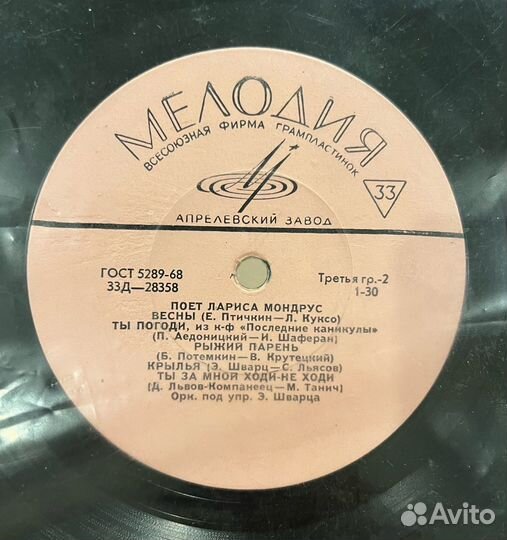 МЕЛОДИЯ
ВСЕСОЮЗНАЯ ФИРМА ГРАМПЛАСТИНОК
33
АПРЕЛЕВСКИЙ ЗАВОД
ГОСТ 5289-68
33Д—28358
Третья гр.-2
1-30
ПОЕТ ЛАРИСА МОНДРУС
ВЕСНЫ (Е. Птичкин—Л. Куксо)
ТЫ ПОГОДИ, из к-ф «Последние каникулы»
(П. Аедоницкий—И. Шаферан)
РЫЖИЙ ПАРЕНЬ
(Б. Потемкин—В. Крутецкий)
КРЫЛЬЯ (Э. Шварц—С. Льясов)
ТЫ ЗА МНОЙ ХОДИ-НЕ ХОДИ
(Д. Львов-Компанеец—М. Танич)
Орк. под упр. Э. Шварца
Avito